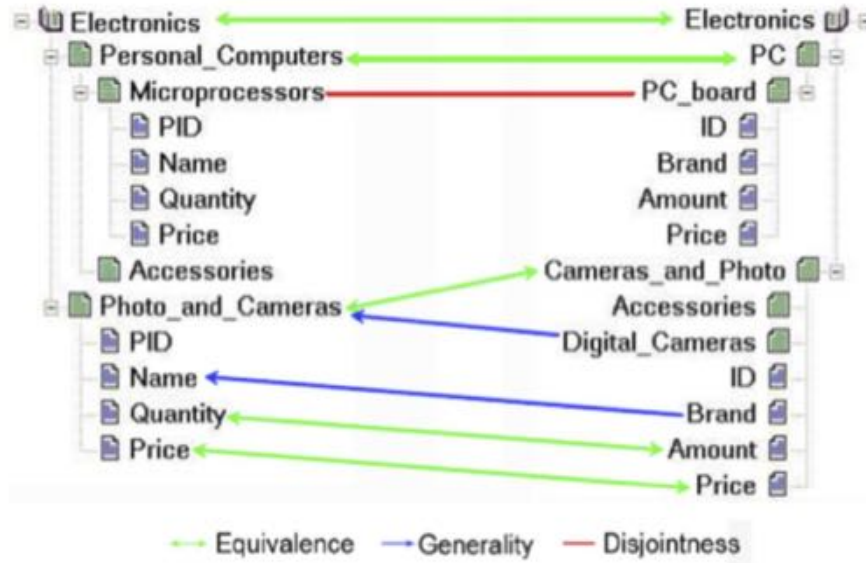 Electronics Electronics
Personal_Computers PC
Microprocessors PC_board
PID ID
Name Brand
Quantity Amount
Price Price
Accessories Cameras_and_Photo
Photo_and_Cameras Accessories
PID Digital_Cameras
Name ID
Quantity Brand
Price Amount
Price
Equivalence Generality Disjointness